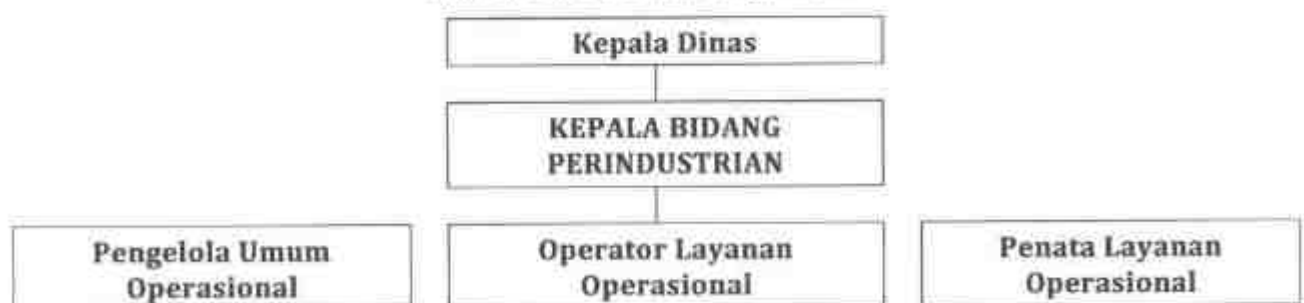 Kepala Dinas
KEPALA BIDANG
PERINDUSTRIAN
Pengelola Umum
Operasional
Operator Layanan
Operasional
Penata Layanan
Operasional